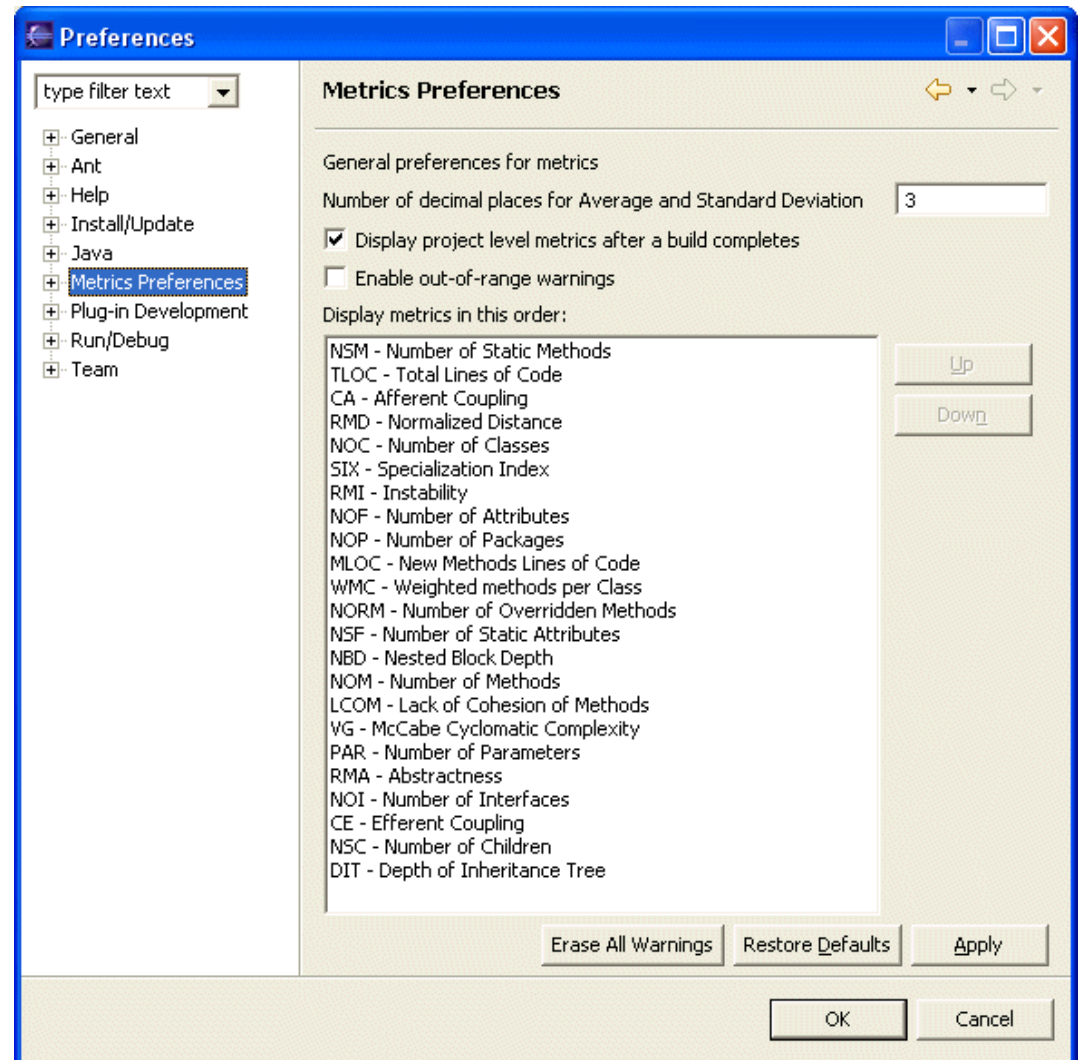 Preferences
type filter text
General
Ant
Help
Install/Update
Java
Metrics Preferences
Plug-in Development
Run/Debug
Team
Metrics Preferences
General preferences for metrics
Number of decimal places for Average and Standard Deviation 3
Display project level metrics after a build completes
Enable out-of-range warnings
Display metrics in this order:
NSM - Number of Static Methods
TLOC - Total Lines of Code
CA - Afferent Coupling
RMD - Normalized Distance
NOC - Number of Classes
SIX - Specialization Index
RMI - Instability
NOF - Number of Attributes
NOP - Number of Packages
MLOC - New Methods Lines of Code
WMC - Weighted methods per Class
NORM - Number of Overridden Methods
NSF - Number of Static Attributes
NBD - Nested Block Depth
NOM - Number of Methods
LCOM - Lack of Cohesion of Methods
VG - McCabe Cyclomatic Complexity
PAR - Number of Parameters
RMA - Abstractness
NOI - Number of Interfaces
CE - Efferent Coupling
NSC - Number of Children
DIT - Depth of Inheritance Tree
Up
Down
Erase All Warnings Restore Defaults Apply
OK Cancel